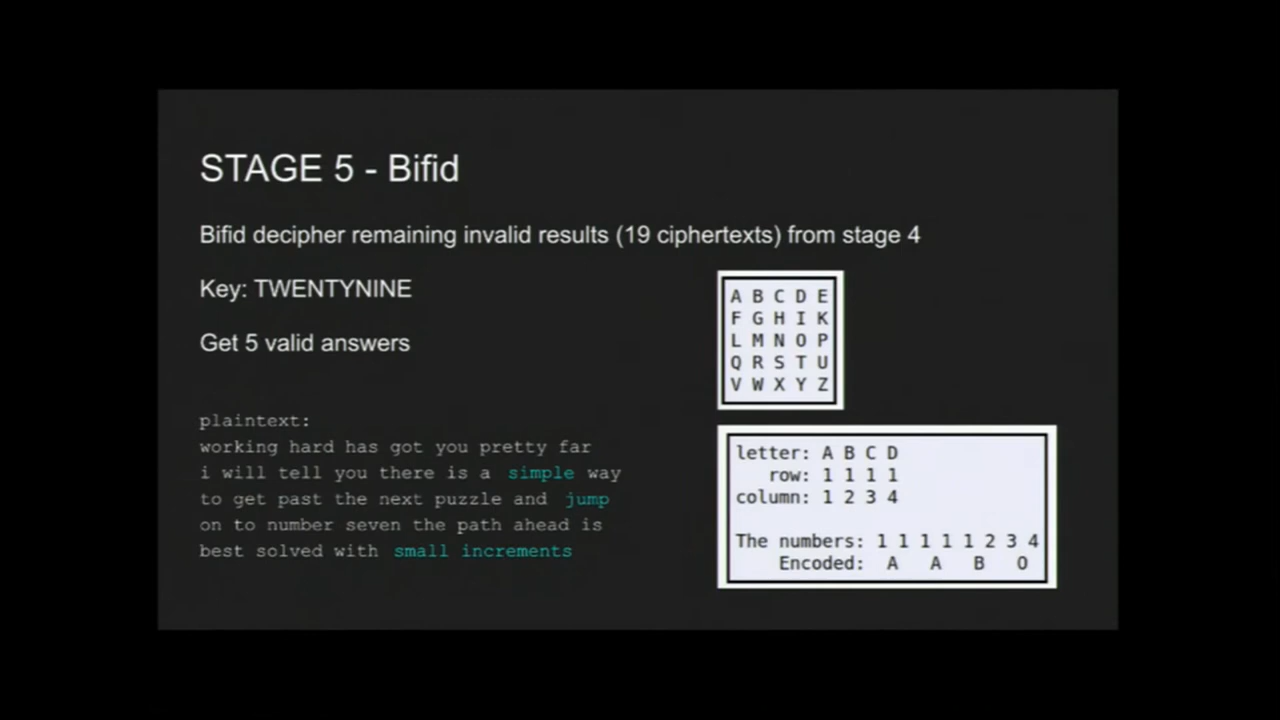 STAGE 5 - Bifid
Bifid decipher remaining invalid results (19 ciphertexts) from stage 4
Key: TWENTYNINE
Get 5 valid answers
plaintext:
working hard has got you pretty far
i will tell you there is a simple way
to get past the next puzzle and jump
on to number seven the path ahead is
best solved with small increments
A B C D E
F G H I K
L M N O P
Q R S T U
V W X Y Z
letter: A B C D
row: 1 1 1 1
column: 1 2 3 4
The numbers: 1 1 1 1 1 2 3 4
Encoded: A A B O